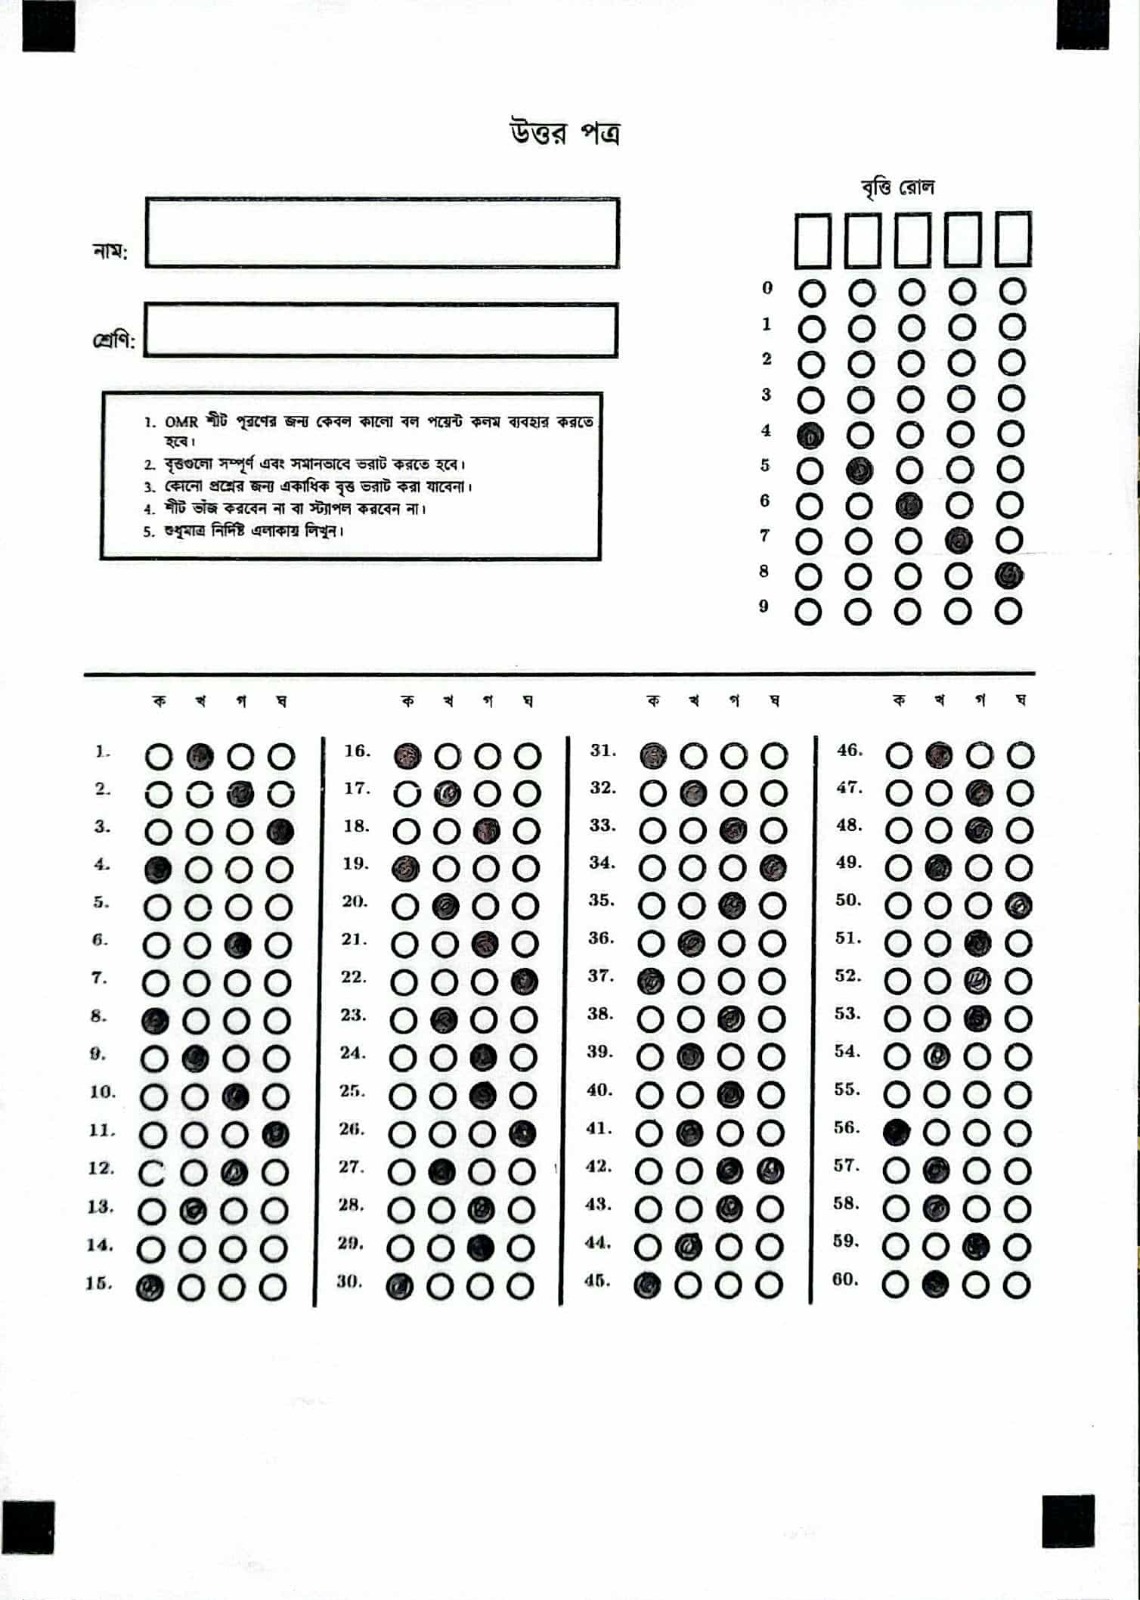 উত্তর পত্র
বৃত্তি রোল
নাম:
শ্রেণি:
0
1
2
3
4
5
6
7
8
9
1. OMR শীট পূরণের জন্য কেবল কালো বল পয়েন্ট কলম ব্যবহার করতে
হবে।
2. বৃত্তগুলো সম্পূর্ণ এবং সমানভাবে ভরাট করতে হবে।
3. কোনো প্রশ্নের জন্য একাধিক বৃত্ত ভরাট করা যাবেনা।
4. শীট ভাঁজ করবেন না বা স্ট্যাপল করবেন না।
5. শুধুমাত্র নির্দিষ্ট এলাকায় লিখুন।
ক খ গ ঘ ক খ গ ঘ ক খ গ ঘ ক খ গ ঘ
1. 16. 31. 46.
2. 17. 32. 47.
3. 18. 33. 48.
4. 19. 34. 49.
5. 20. 35. 50.
6. 21. 36. 51.
7. 22. 37. 52.
8. 23. 38. 53.
9. 24. 39. 54.
10. 25. 40. 55.
11. 26. 41. 56.
12. 27. 42. 57.
13. 28. 43. 58.
14. 29. 44. 59.
15. 30. 45. 60.